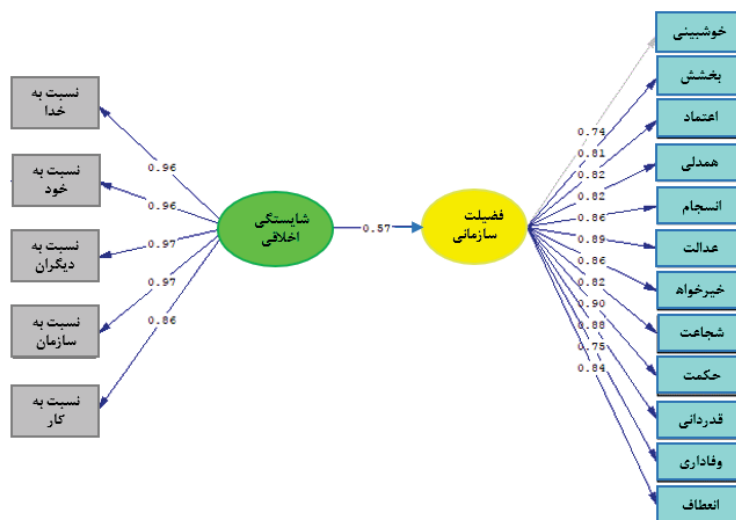 نسبت به
خدا
نسبت به
خود
نسبت به
دیگران
نسبت به
سازمان
نسبت به
کار
0.96
0.96
0.97
0.97
0.86
شایستگی
اخلاقی
0.57
فضیلت
سازمانی
0.74
0.81
0.82
0.82
0.86
0.89
0.86
0.82
0.90
0.88
0.75
0.84
خوشبینی
بخشش
اعتماد
همدلی
انسجام
عدالت
خیرخواه
شجاعت
حکمت
قدردانی
وفاداری
انعطاف